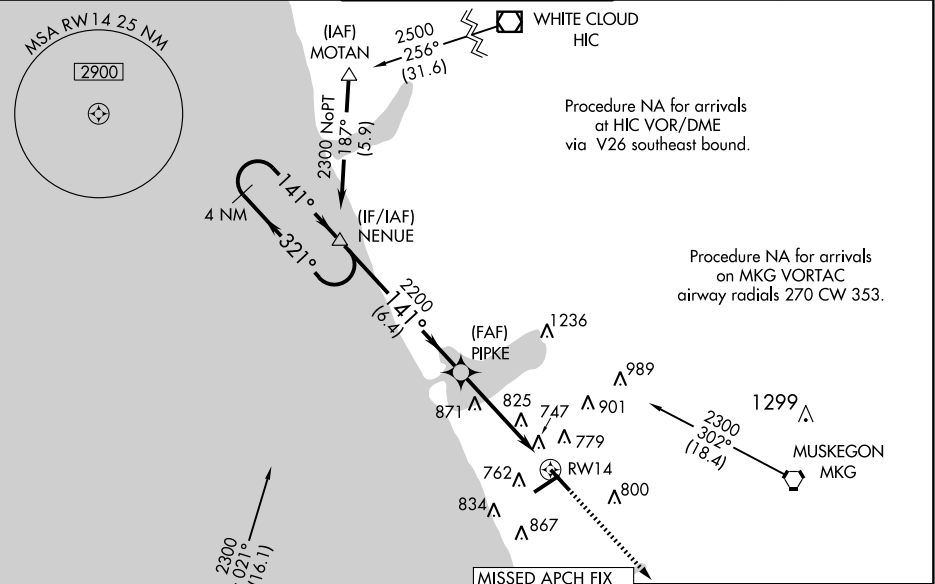 MSA RW14 25 NM
2900
(IAF)
MOTAN
2500
256°
(31.6)
WHITE CLOUD
HIC
2300 NoPT
187°
(5.9)
Procedure NA for arrivals
at HIC VOR/DME
via V26 southeast bound.
141°
4 NM
321°
(IF/IAF)
NENUE
2200
141°
(6.4)
Procedure NA for arrivals
on MKG VORTAC
airway radials 270 CW 353.
(FAF)
PIPKE
1236
989
871
825
747
901
779
1299
2300
302°
(18.4)
MUSKEGON
MKG
762
RW14
800
834
867
2300
021°
(16.1)
MISSED APCH FIX